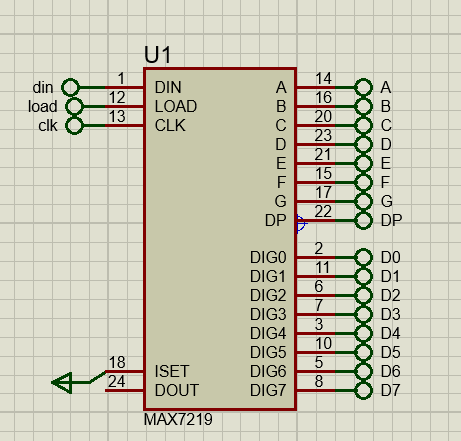 U1
din 1 DIN A 14 A
load 12 LOAD B 16 B
clk 13 CLK C 20 C
D 23 D
E 21 E
F 15 F
G 17 G
DP 22 DP
DIG0 2 D0
DIG1 11 D1
DIG2 6 D2
DIG3 7 D3
DIG4 3 D4
DIG5 10 D5
18 ISET DIG6 5 D6
24 DOUT DIG7 8 D7
MAX7219